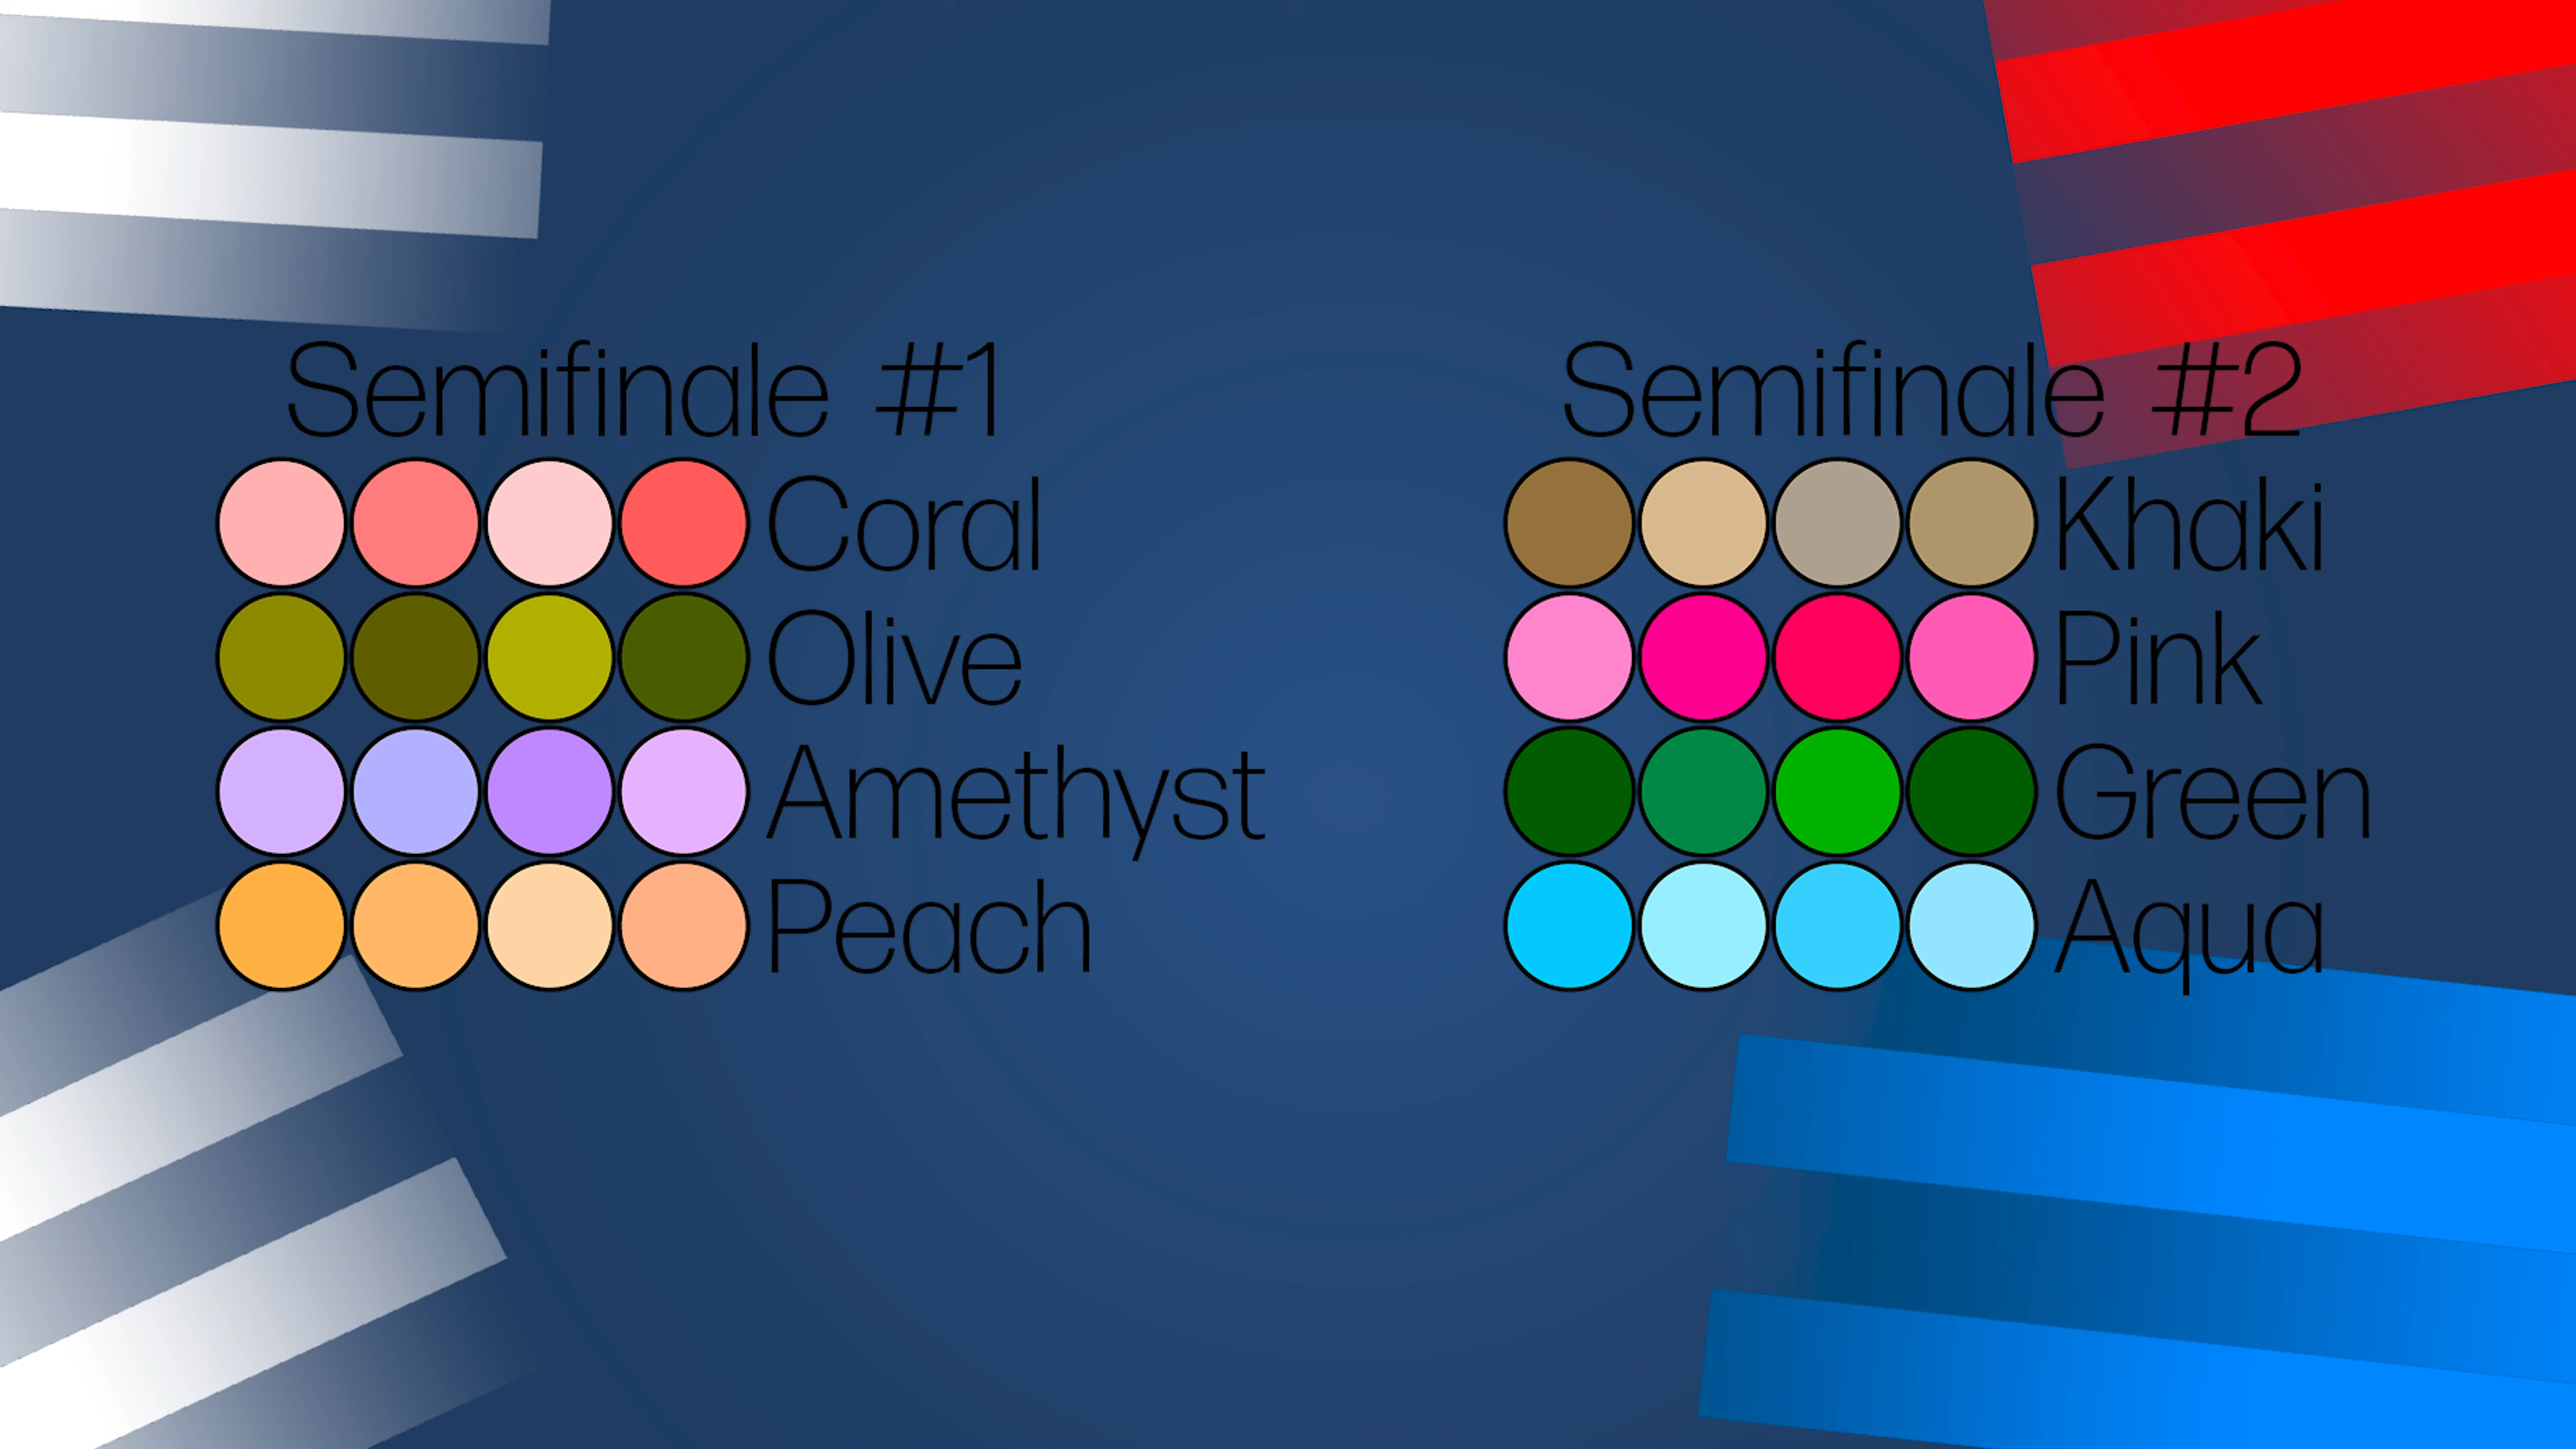 Semifinale #1
Coral
Olive
Amethyst
Peach
Semifinale #2
Khaki
Pink
Green
Aqua